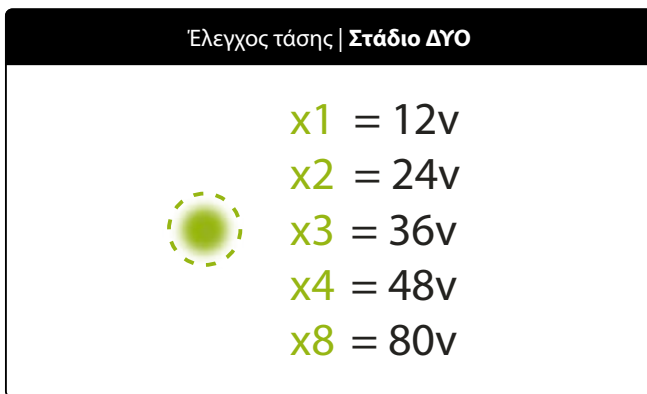 Έλεγχος τάσης | Στάδιο ΔΥΟ
x1 = 12v
x2 = 24v
x3 = 36v
x4 = 48v
x8 = 80v